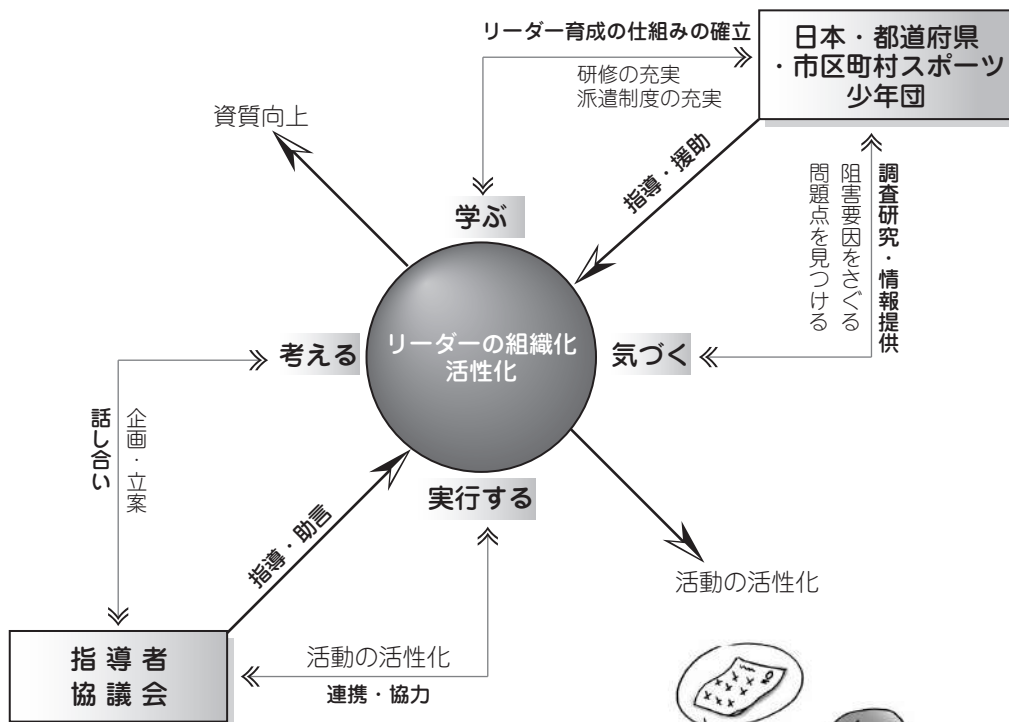 リーダー育成の仕組みの確立
研修の充実
派遣制度の充実
日本・都道府県
・市区町村スポーツ
少年団
資質向上
指導・援助
調査研究・情報提供
阻害要因をさぐる
問題点を見つける
学ぶ
考える
リーダーの組織化
活性化
気づく
企画・立案
話し合い
実行する
指導・助言
活動の活性化
指導者
協議会
活動の活性化
連携・協力